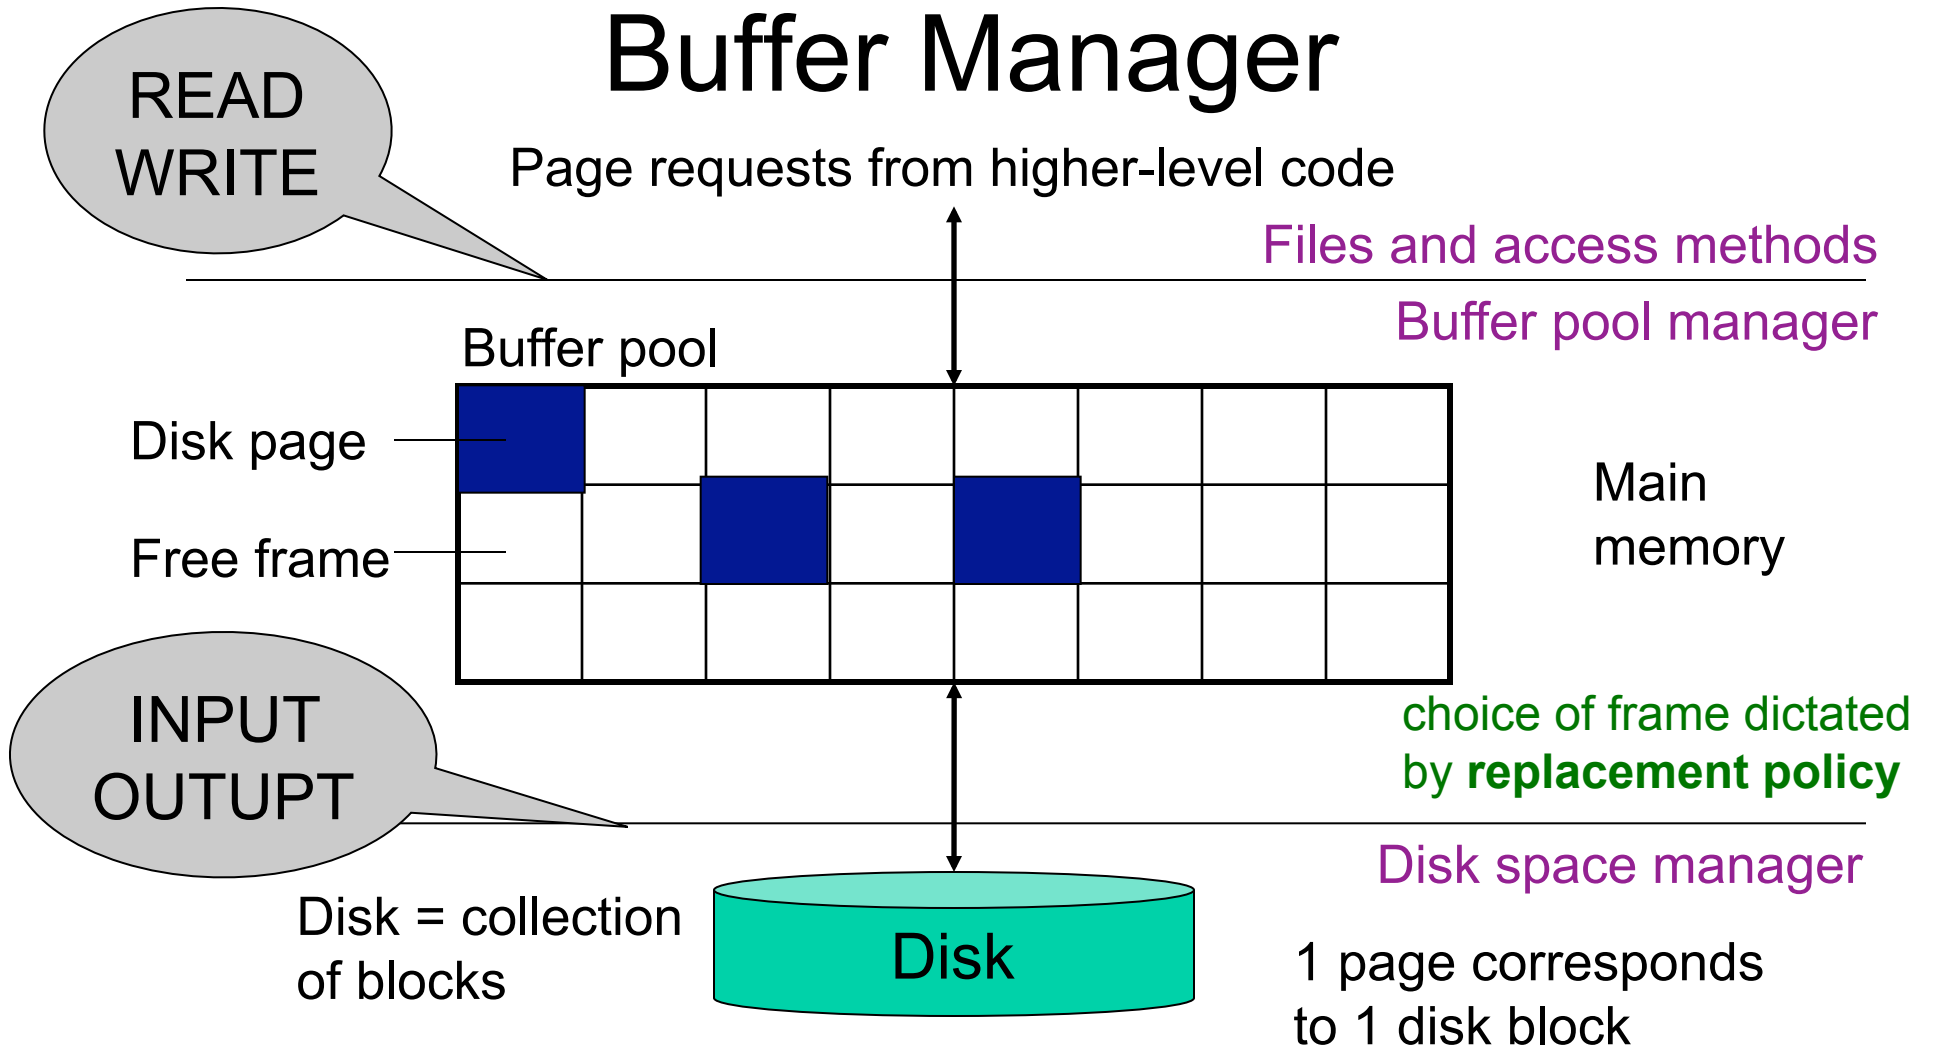 Buffer Manager
READ
WRITE
Page requests from higher-level code
Files and access methods
Buffer pool manager
Buffer pool
Disk page
Free frame
Main
memory
INPUT
OUTUPT
choice of frame dictated
by replacement policy
Disk space manager
Disk = collection
of blocks
Disk
1 page corresponds
to 1 disk block